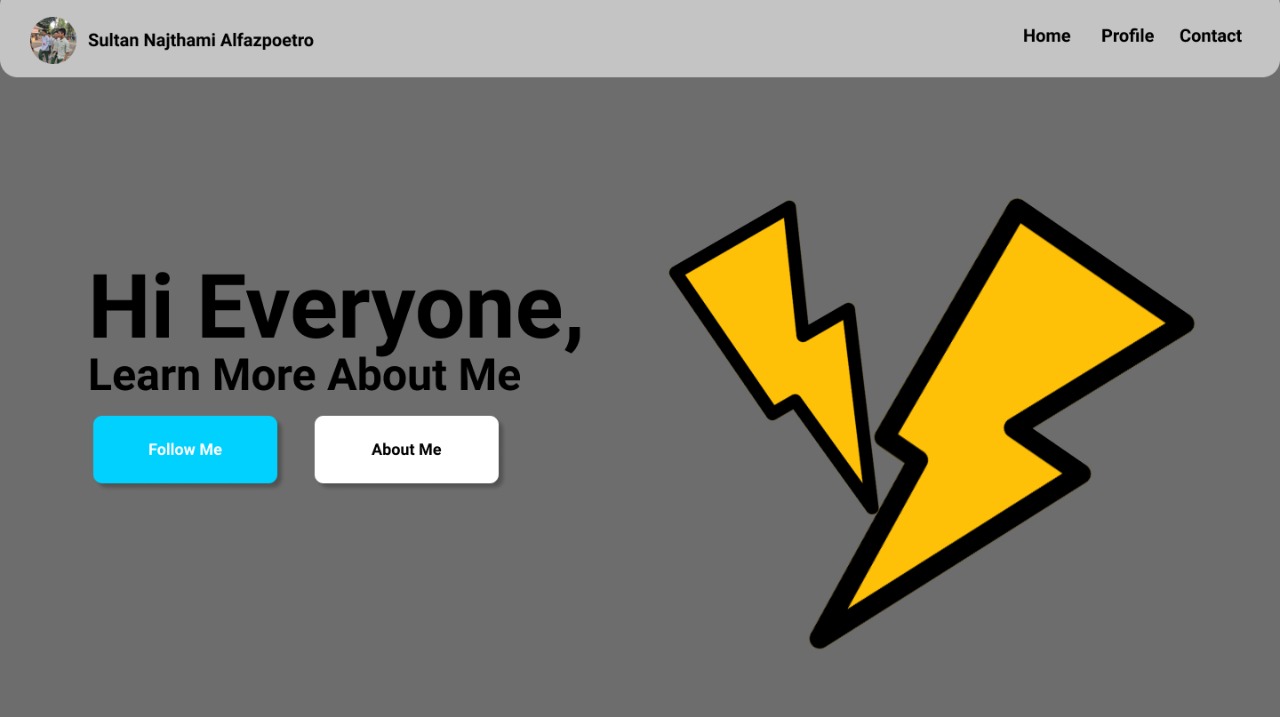 Sultan Najthami Alfazpoetro
Home Profile Contact
Hi Everyone,
Learn More About Me
Follow Me
About Me